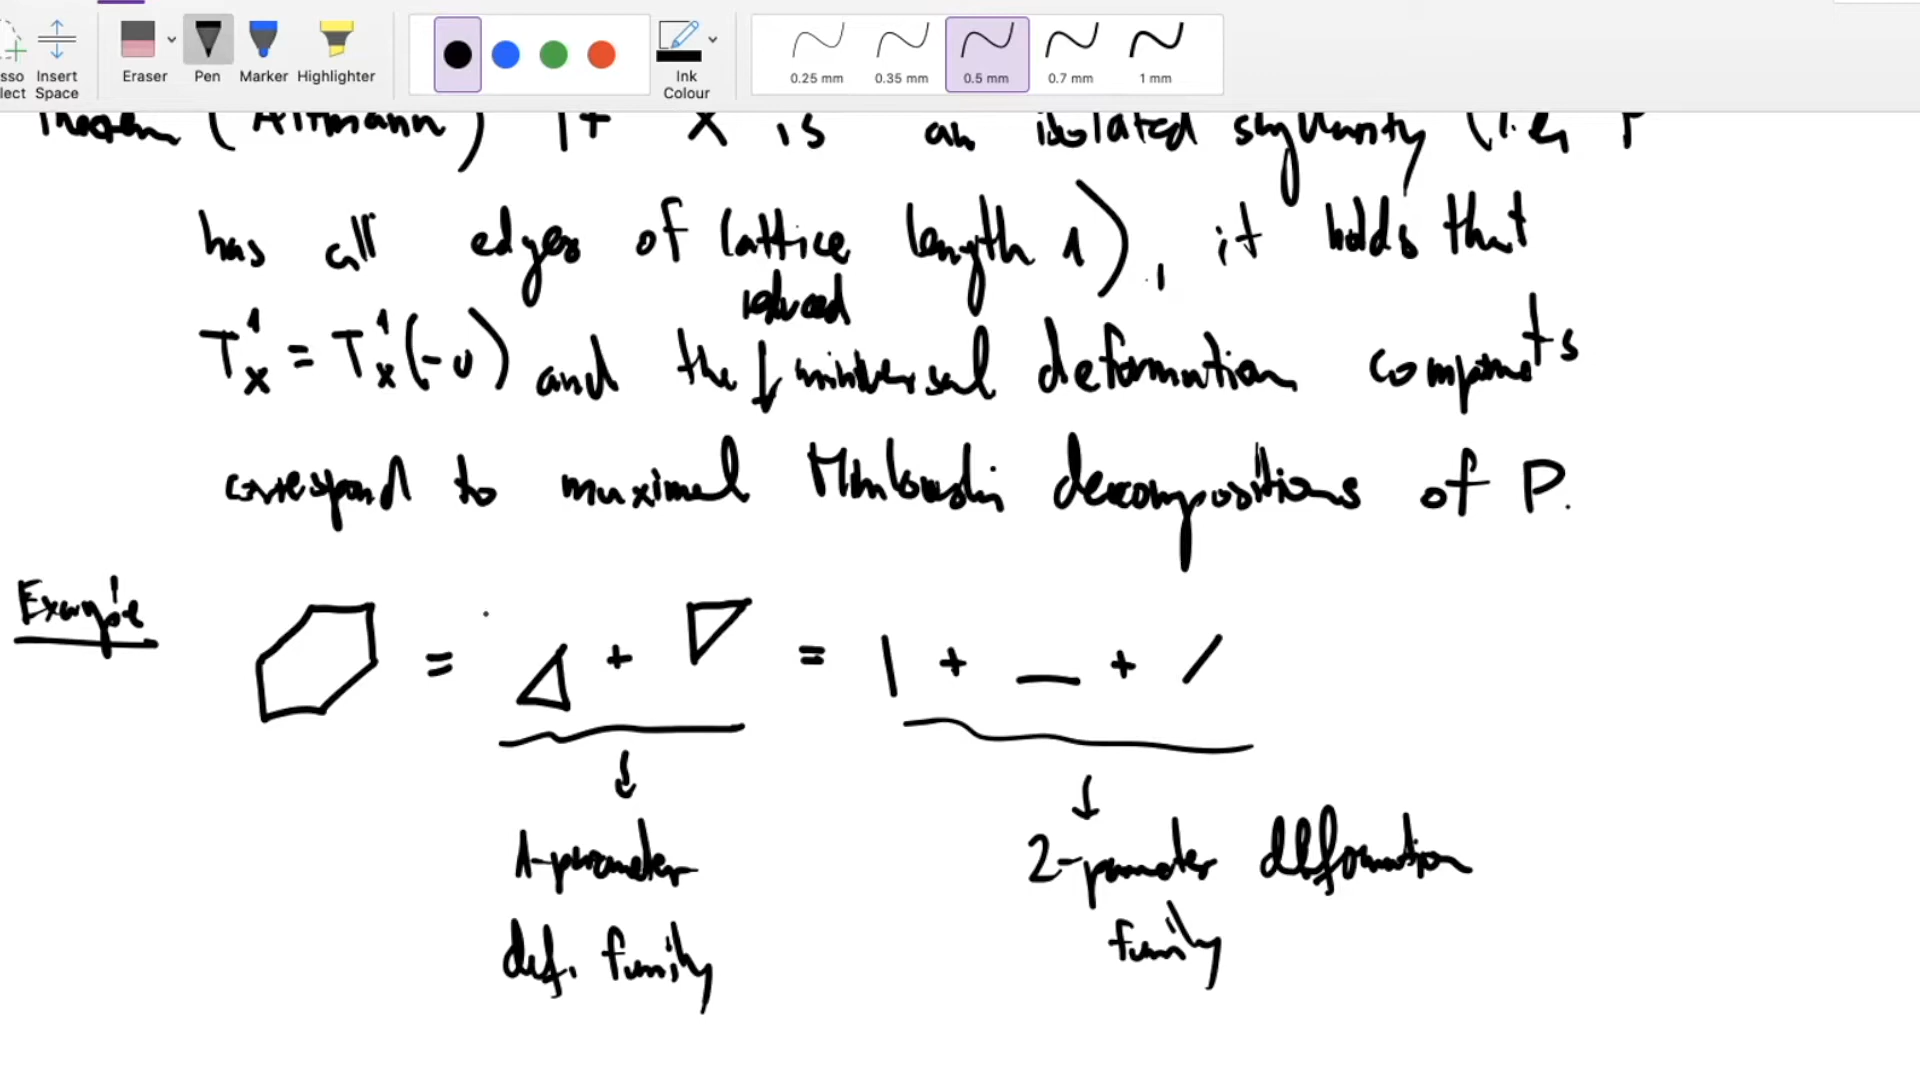 Eraser Pen Marker Highlighter Ink Colour 0.25 mm 0.35 mm 0.5 mm 0.7 mm 1 mm
sso lect Insert Space
Theorem (Altmann) If X is an isolated singularity (i.e., P
has all edges of lattice length 1), it holds that
reduced
T¹ₓ = T¹ₓ(-u) and the ↓ miniversal deformation components
correspond to maximal Minkowski decompositions of P.
Example = + = + +
↓ ↓
1-parameter 2-parameter deformation
def. family family